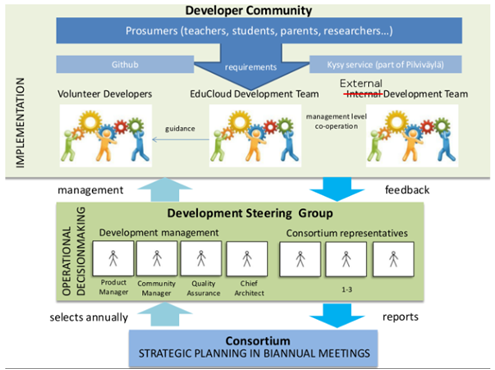 Developer Community
Prosumers (teachers, students, parents, researchers...)
Github
requirements
Kysy service (part of Pilviväylä)
External
Volunteer Developers
EduCloud Development Team
Internal Development Team
guidance
management level
co-operation
IMPLEMENTATION
management
feedback
Development Steering Group
Development management
Consortium representatives
Product
Manager
Community
Manager
Quality
Assurance
Chief
Architect
1-3
OPERATIONAL
DECISIONMAKING
selects annually
reports
Consortium
STRATEGIC PLANNING IN BIANNUAL MEETINGS